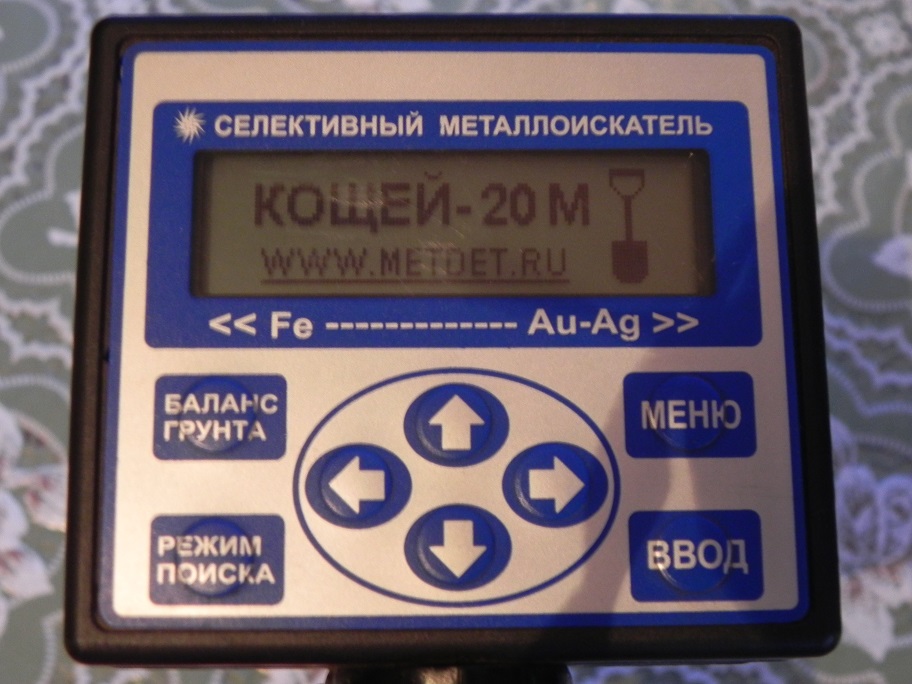 СЕЛЕКТИВНЫЙ МЕТАЛЛОИСКАТЕЛЬ
КОЩЕЙ-20 М
WWW.METDET.RU
<< Fe ------------- Au-Ag >>
БАЛАНС
ГРУНТА
МЕНЮ
РЕЖИМ
ПОИСКА
ВВОД